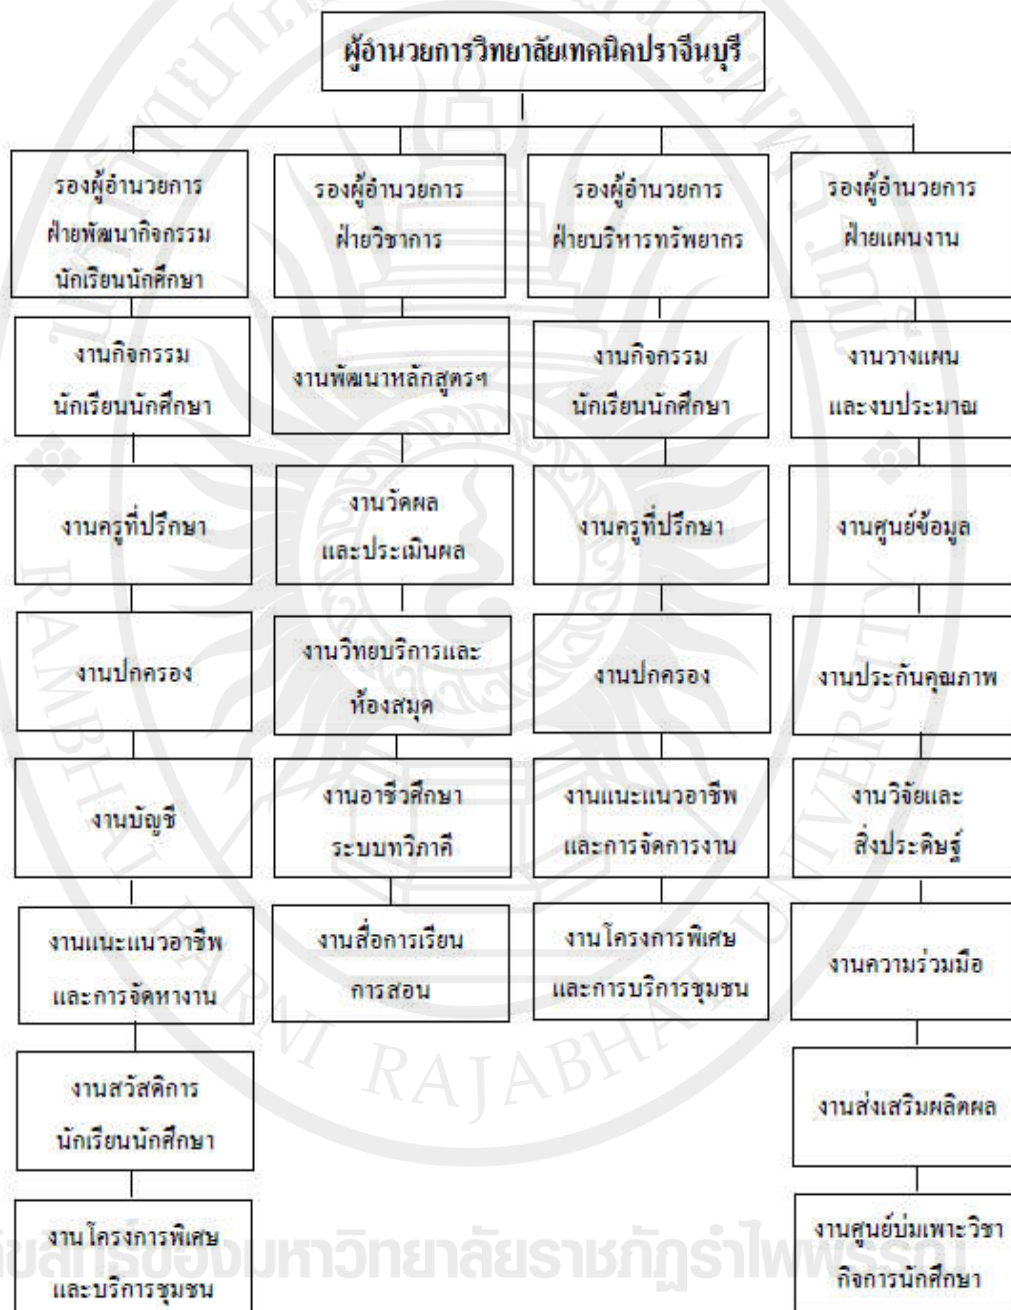 ผู้อำนวยการวิทยาลัยเทคนิคปราจีนบุรี
รองผู้อำนวยการ
ฝ่ายพัฒนากิจกรรม
นักเรียนนักศึกษา
งานกิจกรรม
นักเรียนนักศึกษา
งานครูที่ปรึกษา
งานปกครอง
งานบัญชี
งานแนะแนวอาชีพ
และการจัดหางาน
งานสวัสดิการ
นักเรียนนักศึกษา
งานโครงการพิเศษ
และบริการชุมชน
รองผู้อำนวยการ
ฝ่ายวิชาการ
งานพัฒนาหลักสูตรฯ
งานวัดผล
และประเมินผล
งานวิทยบริการและ
ห้องสมุด
งานอาชีวศึกษา
ระบบทวิภาคี
งานสื่อการเรียน
การสอน
รองผู้อำนวยการ
ฝ่ายบริหารทรัพยากร
งานกิจกรรม
นักเรียนนักศึกษา
งานครูที่ปรึกษา
งานปกครอง
งานแนะแนวอาชีพ
และการจัดการงาน
งานโครงการพิเศษ
และการบริการชุมชน
รองผู้อำนวยการ
ฝ่ายแผนงาน
งานวางแผน
และงบประมาณ
งานศูนย์ข้อมูล
งานประกันคุณภาพ
งานวิจัยและ
สิ่งประดิษฐ์
งานความร่วมมือ
งานส่งเสริมผลิตผล
งานศูนย์บ่มเพาะวิชา
กิจการนักศึกษา
RAMBHAI BARNI RAJABHAT UNIVERSITY
มหาวิทยาลัยราชภัฏรำไพพรรณี